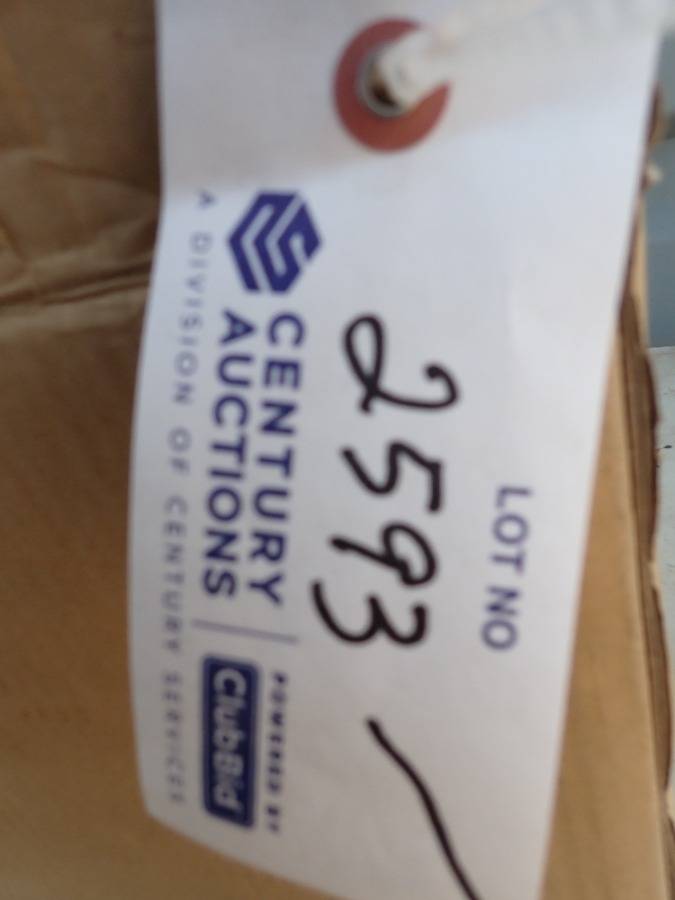 LOT NO
2593
CENTURY
AUCTIONS
POWERED BY
ClubBid
A DIVISION OF CENTURY SERVICES